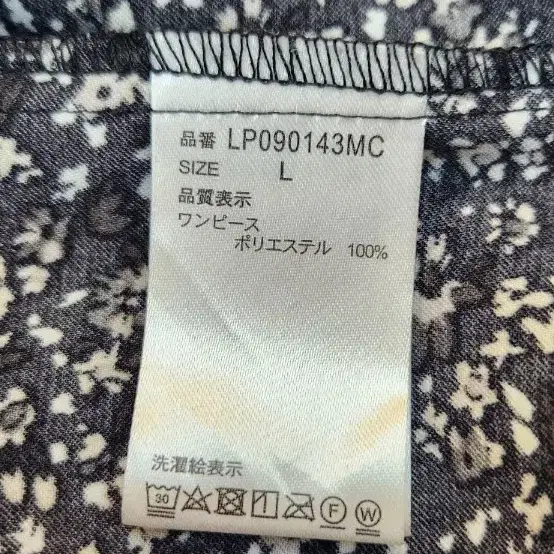 品番 LP090143MC
SIZE L
品質表示
ワンピース
ポリエステル 100%
洗濯絵表示
30 F W